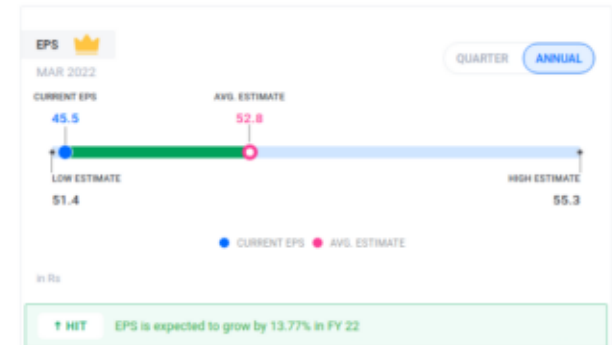 EPS
QUARTER ANNUAL
MAR 2022
CURRENT EPS AVG. ESTIMATE
45.5 52.8
LOW ESTIMATE HIGH ESTIMATE
51.4 55.3
CURRENT EPS AVG. ESTIMATE
in Rs
↑ HIT EPS is expected to grow by 13.77% in FY 22